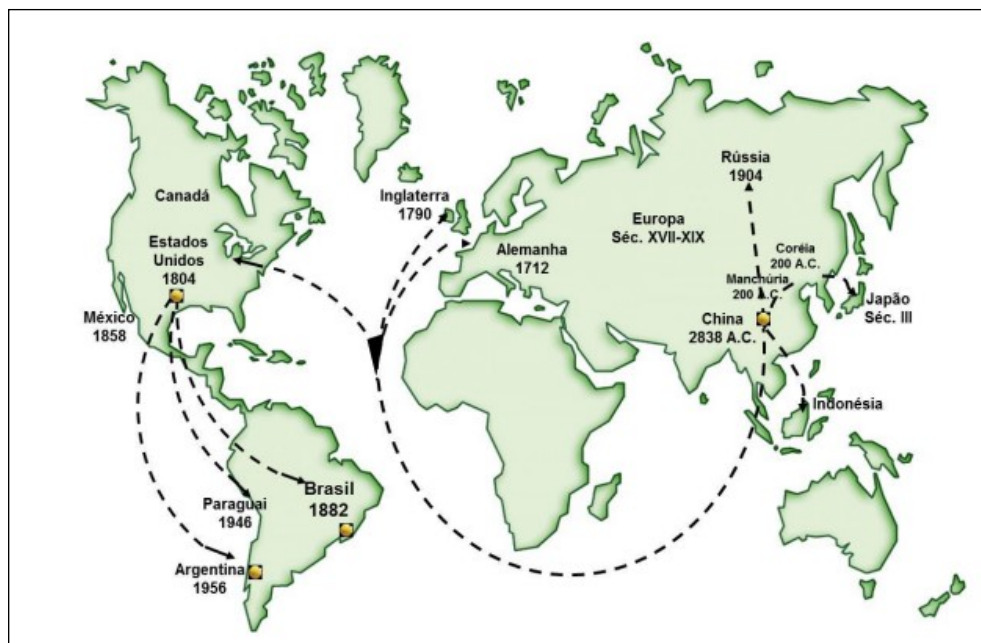 Canadá
Estados
Unidos
1804
México
1858
Inglaterra
1790
Alemanha
1712
Europa
Séc. XVII-XIX
Rússia
1904
Coréia
200 A.C.
Manchúria
200 A.C.
China
2838 A.C.
Japão
Séc. III
Indonésia
Brasil
1882
Paraguai
1946
Argentina
1956